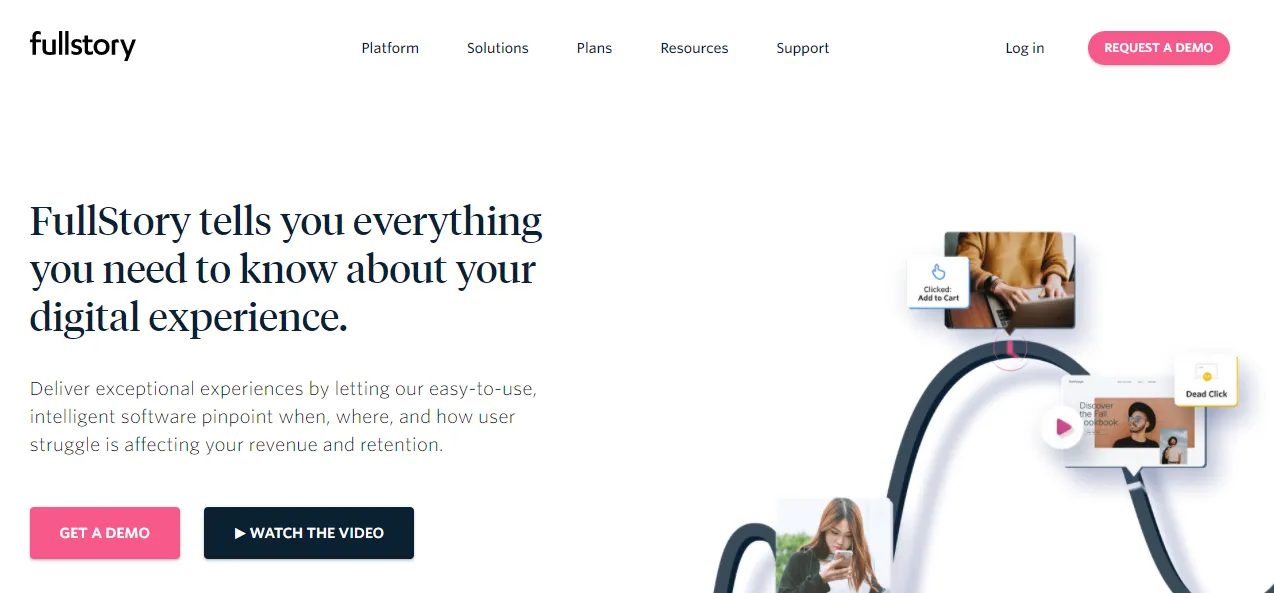 fullstory
Platform
Solutions
Plans
Resources
Support
Log in
REQUEST A DEMO
FullStory tells you everything
you need to know about your
digital experience.
Deliver exceptional experiences by letting our easy-to-use,
intelligent software pinpoint when, where, and how user
struggle is affecting your revenue and retention.
GET A DEMO
▶ WATCH THE VIDEO
Clicked:
Add to Cart
Dead Click
Discover
the Fall
Lookbook.